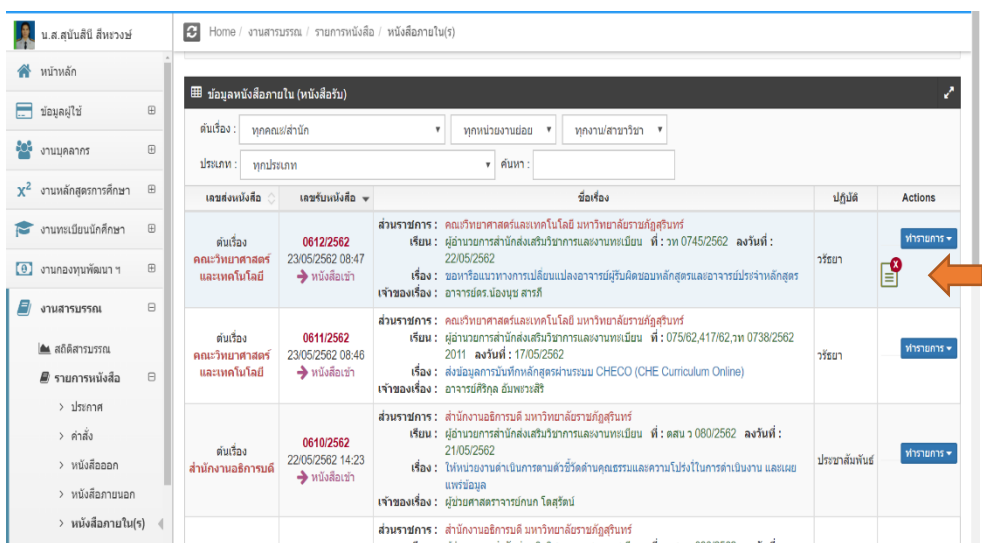 น.ส.สุนันสินี สีหะวงษ์
Home / งานสารบรรณ / รายการหนังสือ / หนังสือภายใน(r)
หน้าหลัก
ข้อมูลผู้ใช้
งานบุคลากร
งานหลักสูตรการศึกษา
งานทะเบียนนักศึกษา
งานกองทุนพัฒนา ฯ
งานสารบรรณ
สถิติสารบรรณ
รายการหนังสือ
> ประกาศ
> คำสั่ง
> หนังสือออก
> หนังสือภายนอก
> หนังสือภายใน(r)
ข้อมูลหนังสือภายใน (หนังสือรับ)
ต้นเรื่อง : ทุกคณะ/สำนัก ทุกหน่วยงานย่อย ทุกงาน/สาขาวิชา
ประเภท : ทุกประเภท ค้นหา :
เลขส่งหนังสือ เลขรับหนังสือ ชื่อเรื่อง ปฏิบัติ Actions
ต้นเรื่อง
คณะวิทยาศาสตร์
และเทคโนโลยี
0612/2562
23/05/2562 08:47
หนังสือเข้า
ส่วนราชการ : คณะวิทยาศาสตร์และเทคโนโลยี มหาวิทยาลัยราชภัฏสุรินทร์
เรียน : ผู้อำนวยการสำนักส่งเสริมวิชาการและงานทะเบียน ที่ : วท 0745/2562 ลงวันที่ :
22/05/2562
เรื่อง : ขอหารือแนวทางการเปลี่ยนแปลงอาจารย์ผู้รับผิดชอบหลักสูตรและอาจารย์ประจำหลักสูตร
เจ้าของเรื่อง : อาจารย์ดร.น้องนุช สารภี
วรัธยา
ทำรายการ
X
ต้นเรื่อง
คณะวิทยาศาสตร์
และเทคโนโลยี
0611/2562
23/05/2562 08:46
หนังสือเข้า
ส่วนราชการ : คณะวิทยาศาสตร์และเทคโนโลยี มหาวิทยาลัยราชภัฏสุรินทร์
เรียน : ผู้อำนวยการสำนักส่งเสริมวิชาการและงานทะเบียน ที่ : 075/62,417/62,วท 0738/2562
2011 ลงวันที่ : 17/05/2562
เรื่อง : ส่งข้อมูลการบันทึกหลักสูตรผ่านระบบ CHECO (CHE Curriculum Online)
เจ้าของเรื่อง : อาจารย์ศิริกุล อัมพะวะสิริ
วรัธยา
ทำรายการ
ต้นเรื่อง
สำนักงานอธิการบดี
0610/2562
22/05/2562 14:23
หนังสือเข้า
ส่วนราชการ : สำนักงานอธิการบดี มหาวิทยาลัยราชภัฏสุรินทร์
เรียน : ผู้อำนวยการสำนักส่งเสริมวิชาการและงานทะเบียน ที่ : ตสน ว 080/2562 ลงวันที่ :
21/05/2562
เรื่อง : ให้หน่วยงานดำเนินการตามตัวชี้วัดด้านคุณธรรมและความโปร่งใในการดำเนินงาน และเผย
แพร่ข้อมูล
เจ้าของเรื่อง : ผู้ช่วยศาสตราจารย์กนก โตสุรัตน์
ประชาสัมพันธ์
ทำรายการ
ส่วนราชการ : สำนักงานอธิการบดี มหาวิทยาลัยราชภัฏสุรินทร์